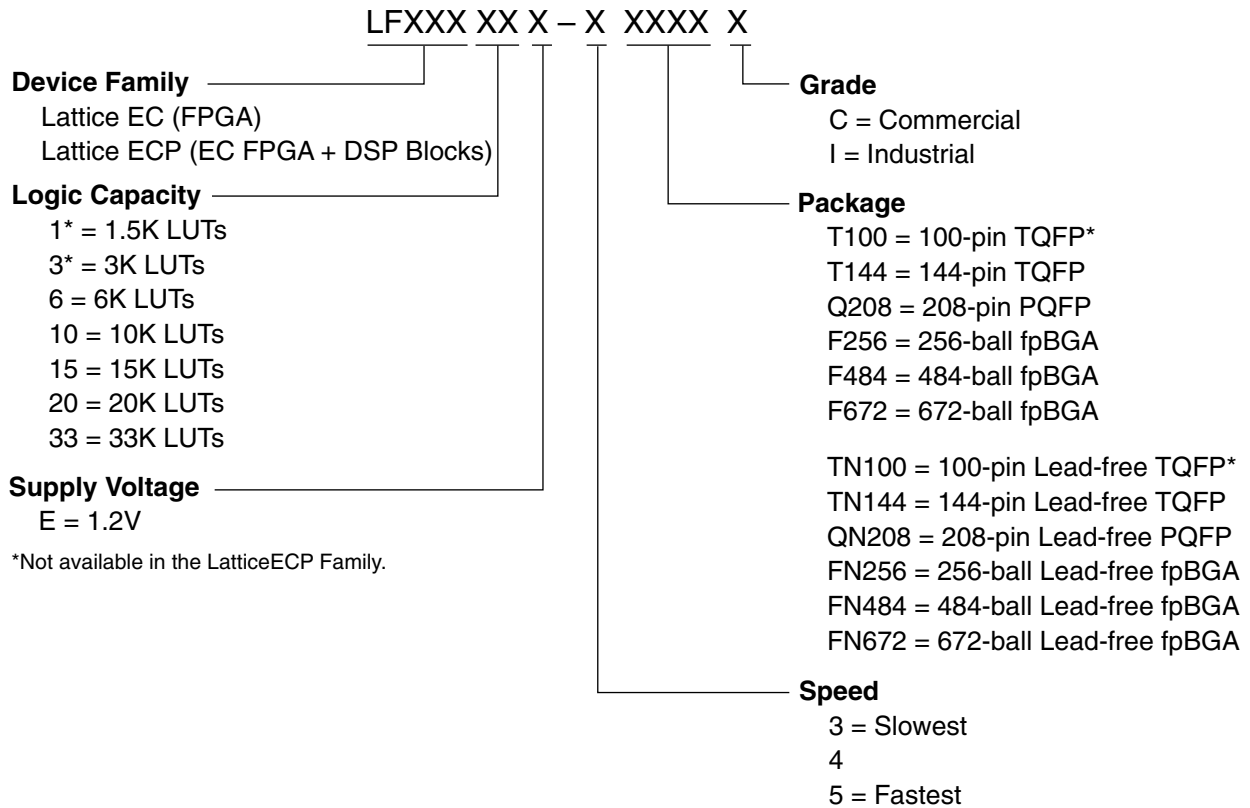 LFXXX XX X – X XXXX X
Device Family
Lattice EC (FPGA)
Lattice ECP (EC FPGA + DSP Blocks)
Logic Capacity
1* = 1.5K LUTs
3* = 3K LUTs
6 = 6K LUTs
10 = 10K LUTs
15 = 15K LUTs
20 = 20K LUTs
33 = 33K LUTs
Supply Voltage
E = 1.2V
*Not available in the LatticeECP Family.
Grade
C = Commercial
I = Industrial
Package
T100 = 100-pin TQFP*
T144 = 144-pin TQFP
Q208 = 208-pin PQFP
F256 = 256-ball fpBGA
F484 = 484-ball fpBGA
F672 = 672-ball fpBGA
TN100 = 100-pin Lead-free TQFP*
TN144 = 144-pin Lead-free TQFP
QN208 = 208-pin Lead-free PQFP
FN256 = 256-ball Lead-free fpBGA
FN484 = 484-ball Lead-free fpBGA
FN672 = 672-ball Lead-free fpBGA
Speed
3 = Slowest
4
5 = Fastest